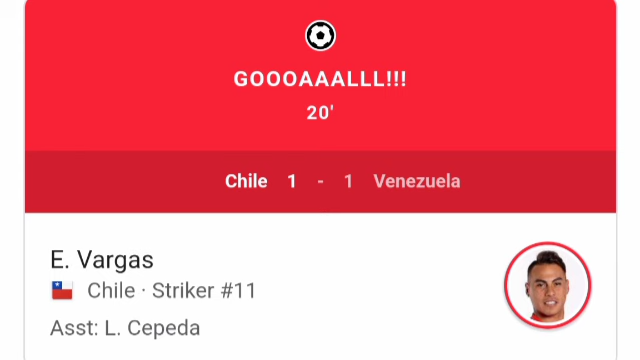 GOOOAAALLL!!!
20'
Chile 1 - 1 Venezuela
E. Vargas
Chile · Striker #11
Asst: L. Cepeda